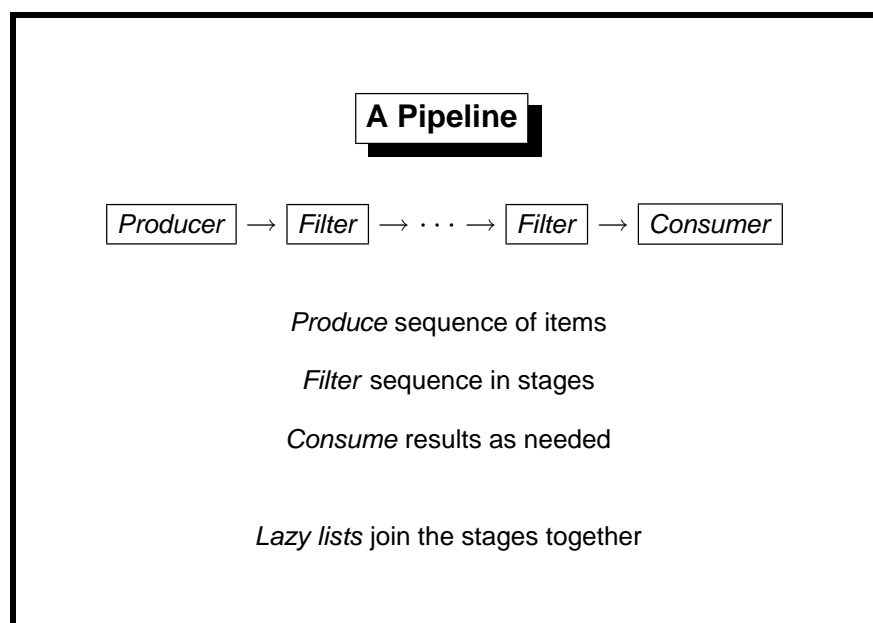 A Pipeline
Producer → Filter → · · · → Filter → Consumer
Produce sequence of items
Filter sequence in stages
Consume results as needed
Lazy lists join the stages together